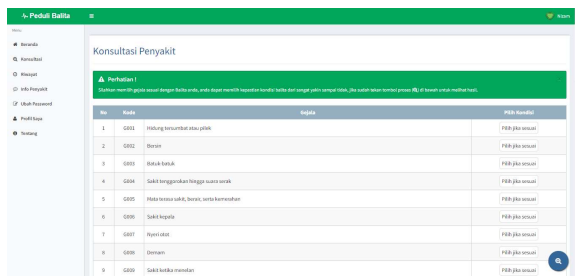 Peduli Balita
Nizam
Menu
Beranda
Konsultasi
Riwayat
Info Penyakit
Ubah Password
Profil Saya
Tentang
Konsultasi Penyakit
Perhatian !
Silahkan memilih gejala sesuai dengan Balita anda, anda dapat memilih kepastian kondisi balita dari sangat yakin sampai tidak, jika sudah tekan tombol proses () di bawah untuk melihat hasil.
No Kode Gejala Pilih Kondisi
1 G001 Hidung tersumbat atau pilek Pilih jika sesuai
2 G002 Bersin Pilih jika sesuai
3 G003 Batuk-batuk Pilih jika sesuai
4 G004 Sakit tenggorokan hingga suara serak Pilih jika sesuai
5 G005 Mata terasa sakit, berair, serta kemerahan Pilih jika sesuai
6 G006 Sakit kepala Pilih jika sesuai
7 G007 Nyeri otot Pilih jika sesuai
8 G008 Demam Pilih jika sesuai
9 G009 Sakit ketika menelan Pilih jika sesuai